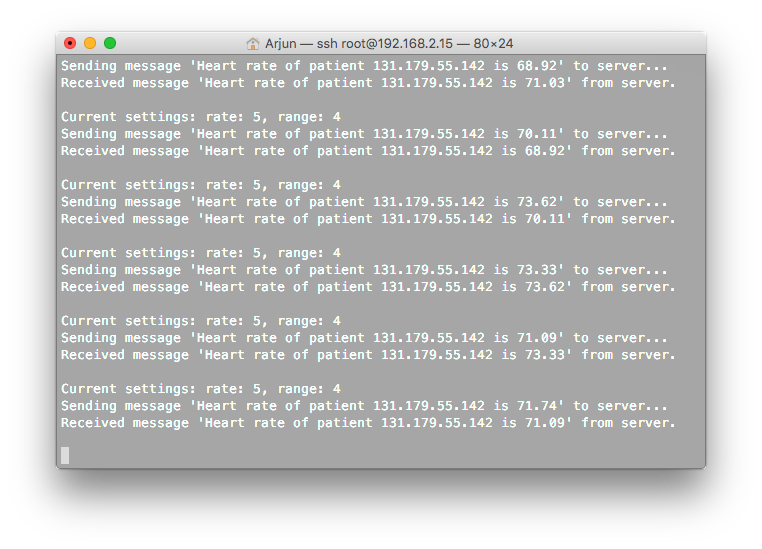 Arjun — ssh root@192.168.2.15 — 80×24
Sending message 'Heart rate of patient 131.179.55.142 is 68.92' to server...
Received message 'Heart rate of patient 131.179.55.142 is 71.03' from server.
Current settings: rate: 5, range: 4
Sending message 'Heart rate of patient 131.179.55.142 is 70.11' to server...
Received message 'Heart rate of patient 131.179.55.142 is 68.92' from server.
Current settings: rate: 5, range: 4
Sending message 'Heart rate of patient 131.179.55.142 is 73.62' to server...
Received message 'Heart rate of patient 131.179.55.142 is 70.11' from server.
Current settings: rate: 5, range: 4
Sending message 'Heart rate of patient 131.179.55.142 is 73.33' to server...
Received message 'Heart rate of patient 131.179.55.142 is 73.62' from server.
Current settings: rate: 5, range: 4
Sending message 'Heart rate of patient 131.179.55.142 is 71.09' to server...
Received message 'Heart rate of patient 131.179.55.142 is 73.33' from server.
Current settings: rate: 5, range: 4
Sending message 'Heart rate of patient 131.179.55.142 is 71.74' to server...
Received message 'Heart rate of patient 131.179.55.142 is 71.09' from server.